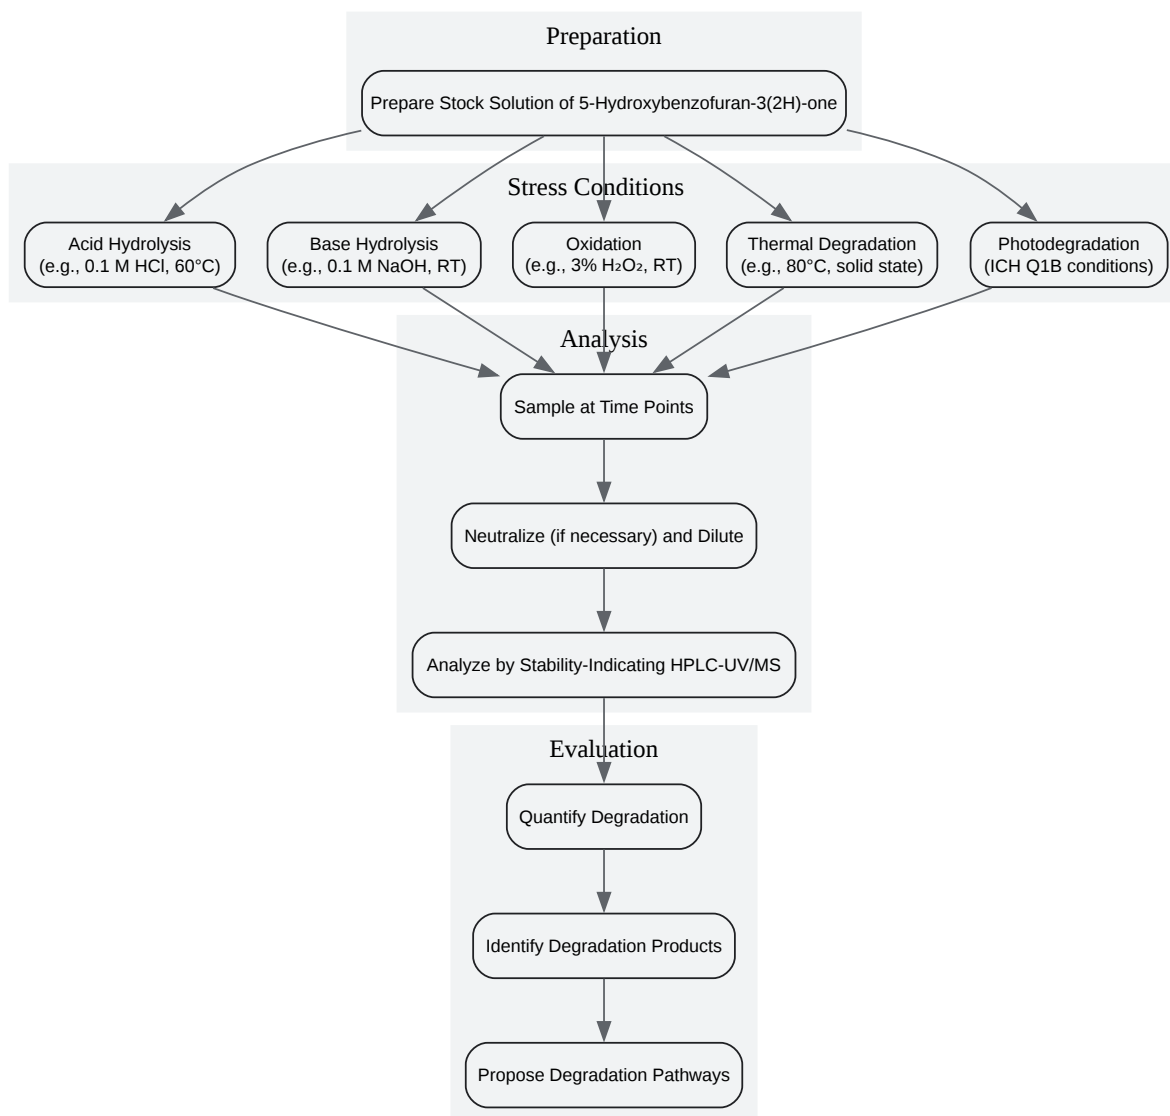 Preparation
Prepare Stock Solution of 5-Hydroxybenzofuran-3(2H)-one
Stress Conditions
Acid Hydrolysis
(e.g., 0.1 M HCl, 60°C)
Base Hydrolysis
(e.g., 0.1 M NaOH, RT)
Oxidation
(e.g., 3% H₂O₂, RT)
Thermal Degradation
(e.g., 80°C, solid state)
Photodegradation
(ICH Q1B conditions)
Analysis
Sample at Time Points
Neutralize (if necessary) and Dilute
Analyze by Stability-Indicating HPLC-UV/MS
Evaluation
Quantify Degradation
Identify Degradation Products
Propose Degradation Pathways